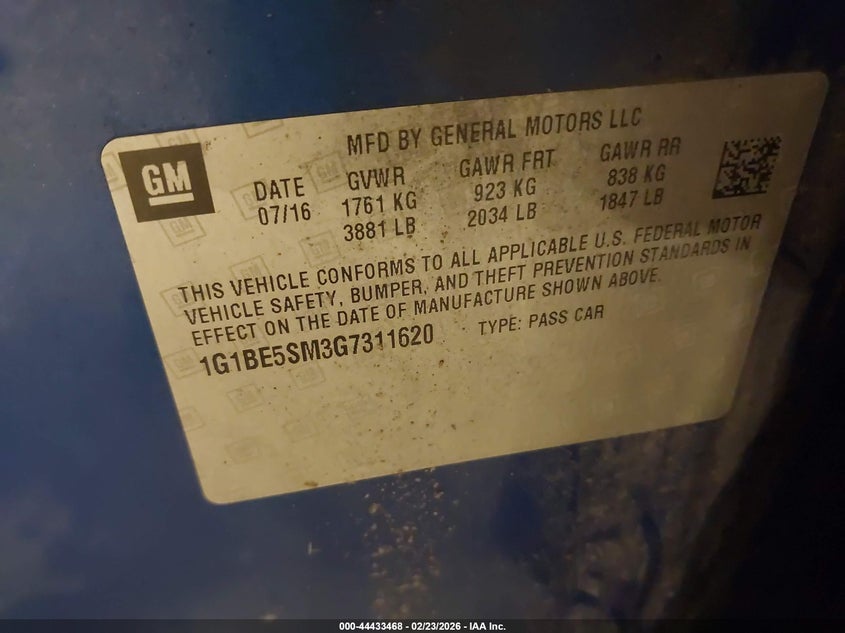 MFD BY GENERAL MOTORS LLC
GM
DATE GVWR GAWR FRT GAWR RR
07/16 1761 KG 923 KG 838 KG
3881 LB 2034 LB 1847 LB
THIS VEHICLE CONFORMS TO ALL APPLICABLE U.S. FEDERAL MOTOR
VEHICLE SAFETY, BUMPER, AND THEFT PREVENTION STANDARDS IN
EFFECT ON THE DATE OF MANUFACTURE SHOWN ABOVE.
1G1BE5SM3G7311620 TYPE: PASS CAR
000-44433468 - 02/23/2026 - IAA Inc.